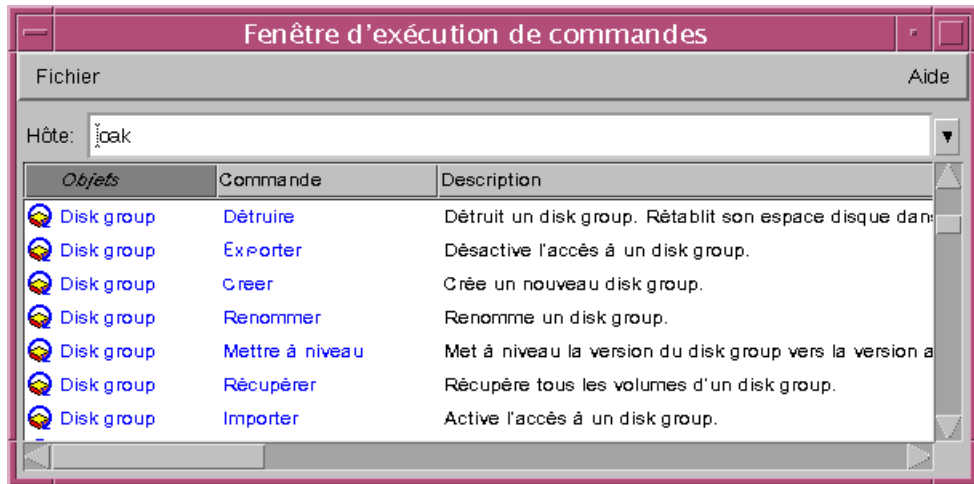 Fenêtre d'exécution de commandes
Fichier Aide
Hôte: oak
Objets Commande Description
Disk group Détruire Détruit un disk group. Rétablit son espace disque dans
Disk group Exporter Désactive l'accés á un disk group.
Disk group Creer Crée un nouveau disk group.
Disk group Renommer Renomme un disk group.
Disk group Mettre á niveau Met á niveau la version du disk group vers la version a
Disk group Récupérer Récupére tous les volumes d'un disk group.
Disk group Importer Active l'accés á un disk group.